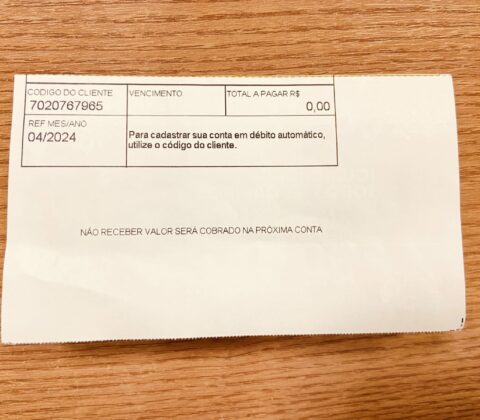 CODIGO DO CLIENTE VENCIMENTO TOTAL A PAGAR R$
7020767965 0,00
REF MES/ANO
04/2024
Para cadastrar sua conta em débito automático,
utilize o código do cliente.
NÃO RECEBER VALOR SERÁ COBRADO NA PRÓXIMA CONTA